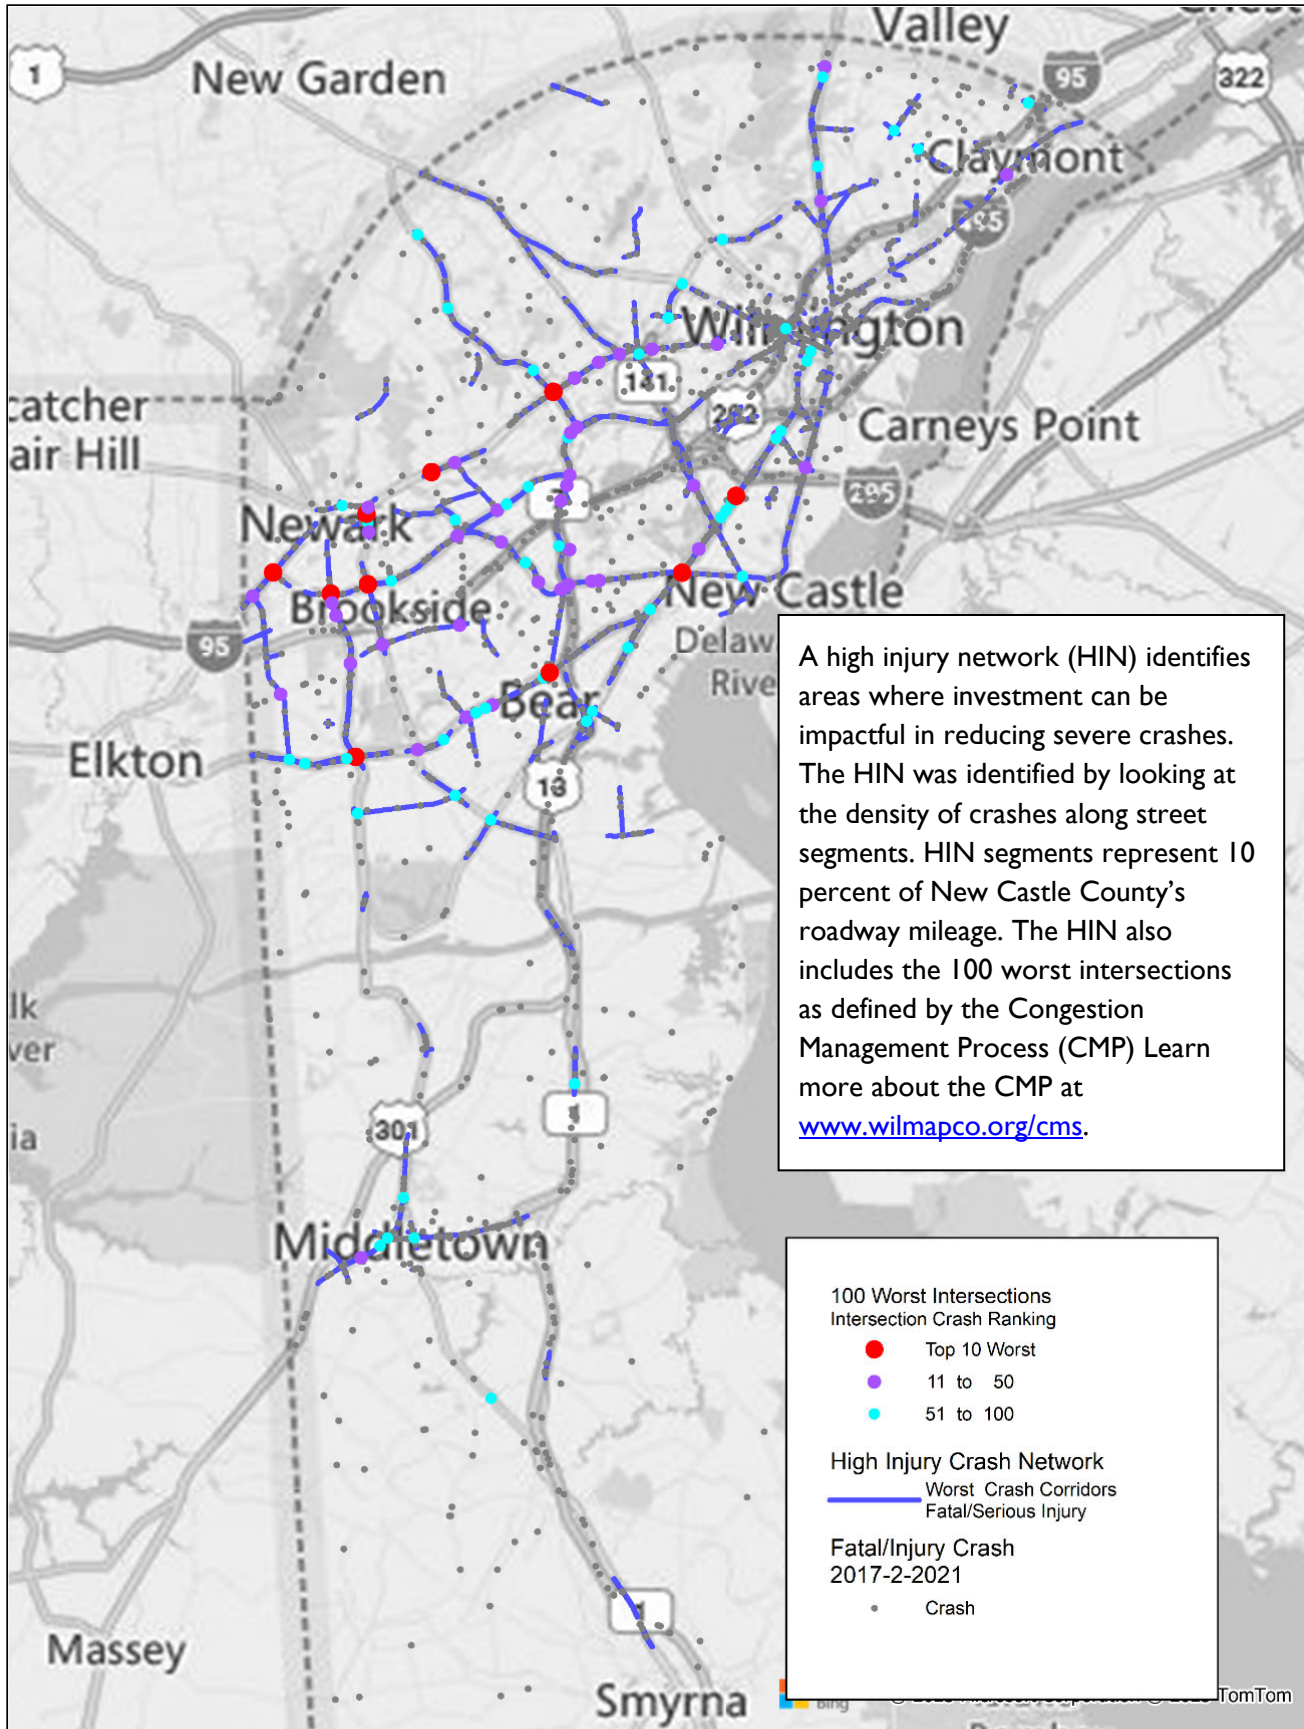 Valley
1
New Garden
95
322
Claymont
495
Wilmington
141
202
catcher
air Hill
Carneys Point
295
7
Newark
Brookside
New Castle
95
Delaw
Rive
Bear
Elkton
13
A high injury network (HIN) identifies
areas where investment can be
impactful in reducing severe crashes.
The HIN was identified by looking at
the density of crashes along street
segments. HIN segments represent 10
percent of New Castle County’s
roadway mileage. The HIN also
includes the 100 worst intersections
as defined by the Congestion
Management Process (CMP) Learn
more about the CMP at
www.wilmapco.org/cms.
lk
ver
ia
301
1
Middletown
100 Worst Intersections
Intersection Crash Ranking
Top 10 Worst
11 to 50
51 to 100
High Injury Crash Network
Worst Crash Corridors
Fatal/Serious Injury
Fatal/Injury Crash
2017-2-2021
Crash
1
Massey
Smyrna
Bing
TomTom